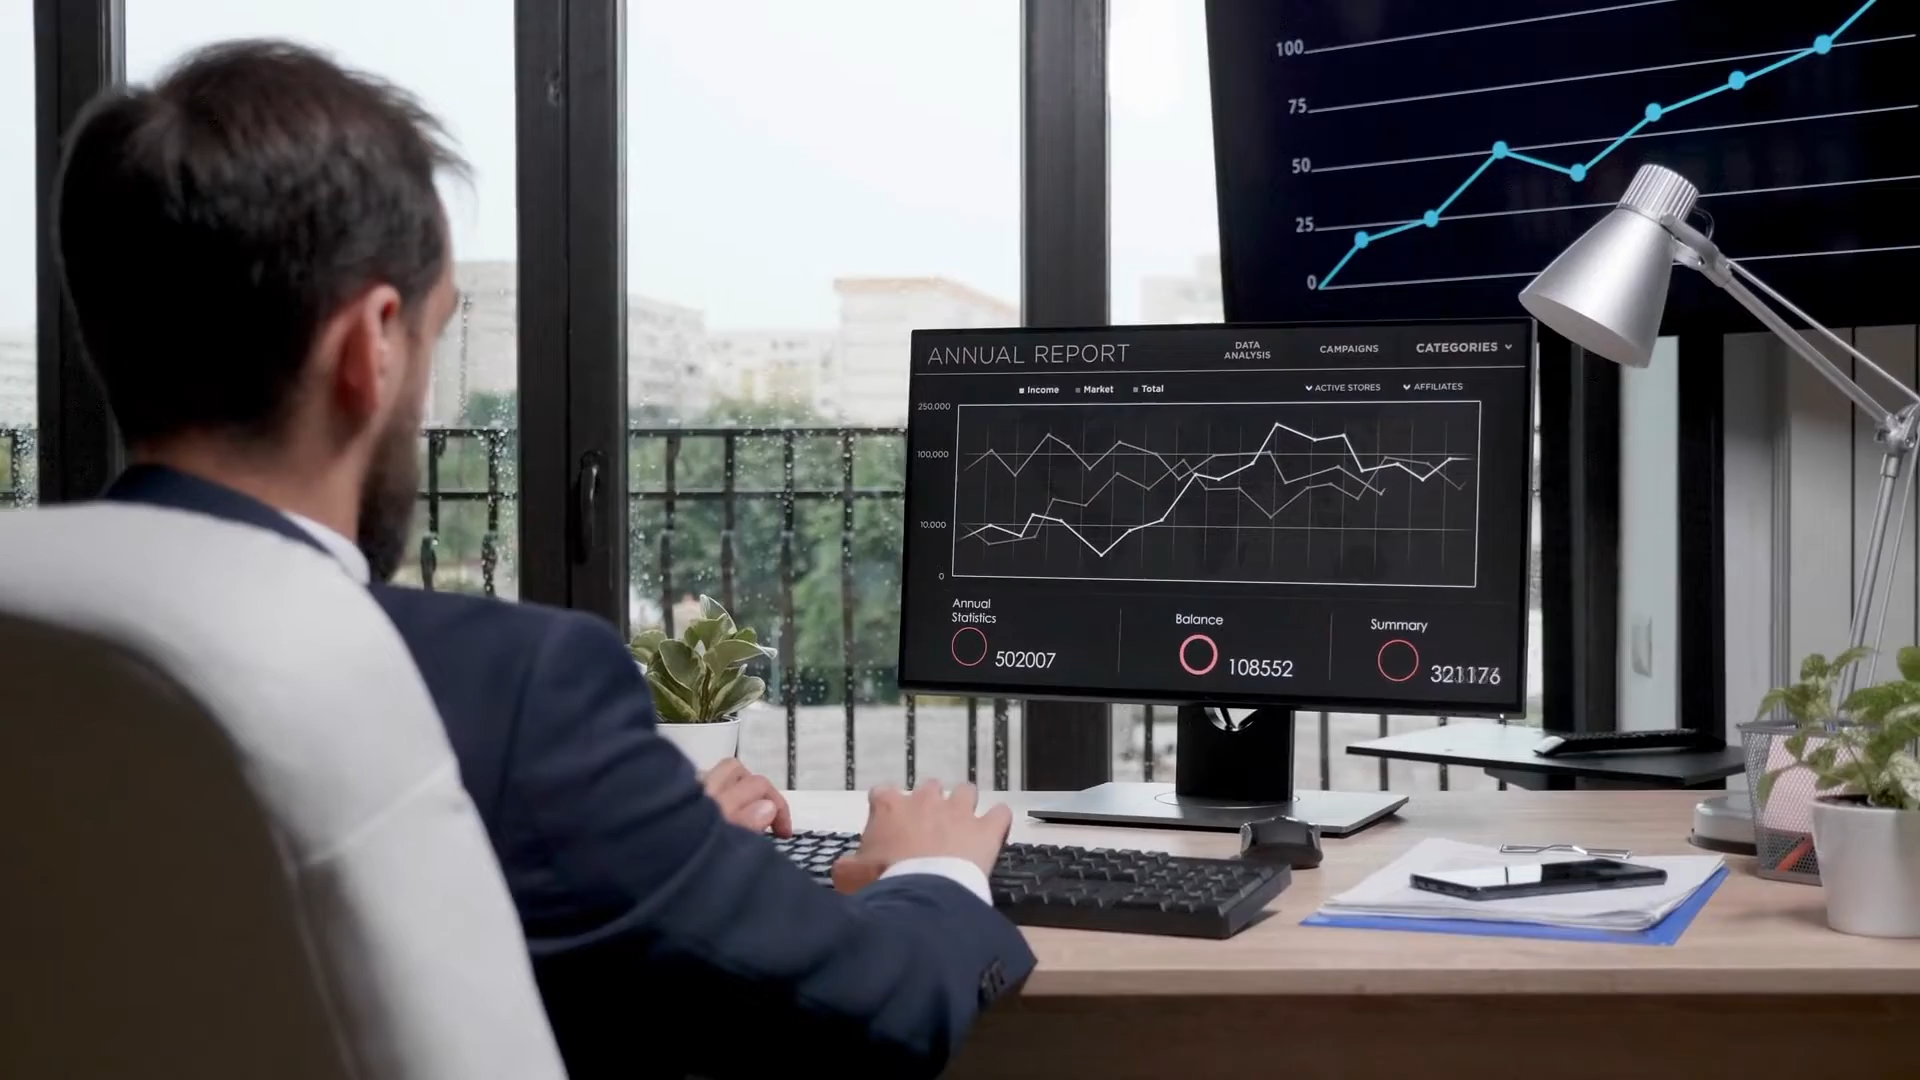 100
75
50
25
0
ANNUAL REPORT
DATA
ANALYSIS
CAMPAIGNS
CATEGORIES
Income Market Total
ACTIVE STORES
AFFILIATES
250,000
100,000
10.000
0
Annual
Statistics
502007
Balance
108552
Summary